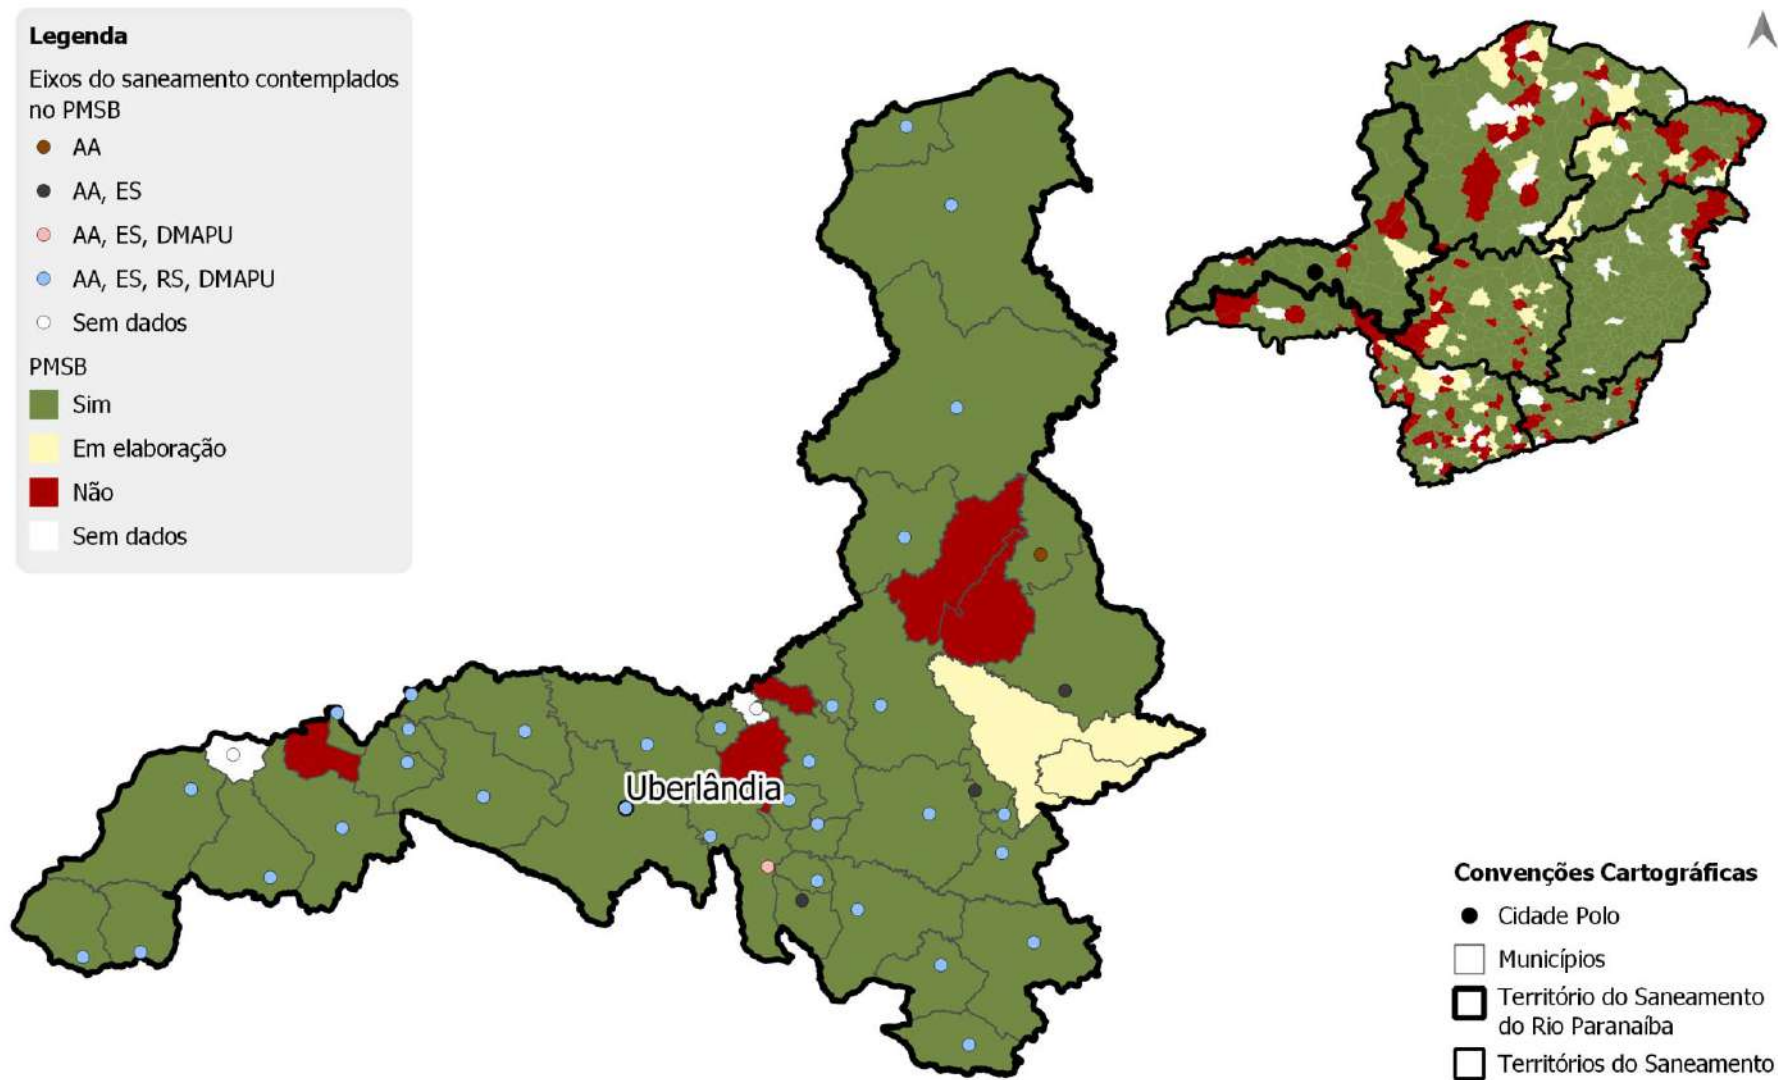 Legenda
Eixos do saneamento contemplados
no PMSB
AA
AA, ES
AA, ES, DMAPU
AA, ES, RS, DMAPU
Sem dados
PMSB
Sim
Em elaboração
Não
Sem dados
Uberlândia
Convenções Cartográficas
Cidade Polo
Municípios
Território do Saneamento
do Rio Paranaíba
Territórios do Saneamento